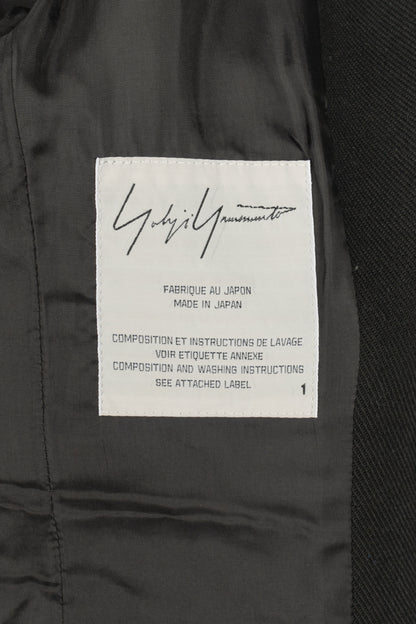 Yohji Yamamoto
FABRIQUE AU JAPON
MADE IN JAPAN
COMPOSITION ET INSTRUCTIONS DE LAVAGE
VOIR ETIQUETTE ANNEXE
COMPOSITION AND WASHING INSTRUCTIONS
SEE ATTACHED LABEL
1